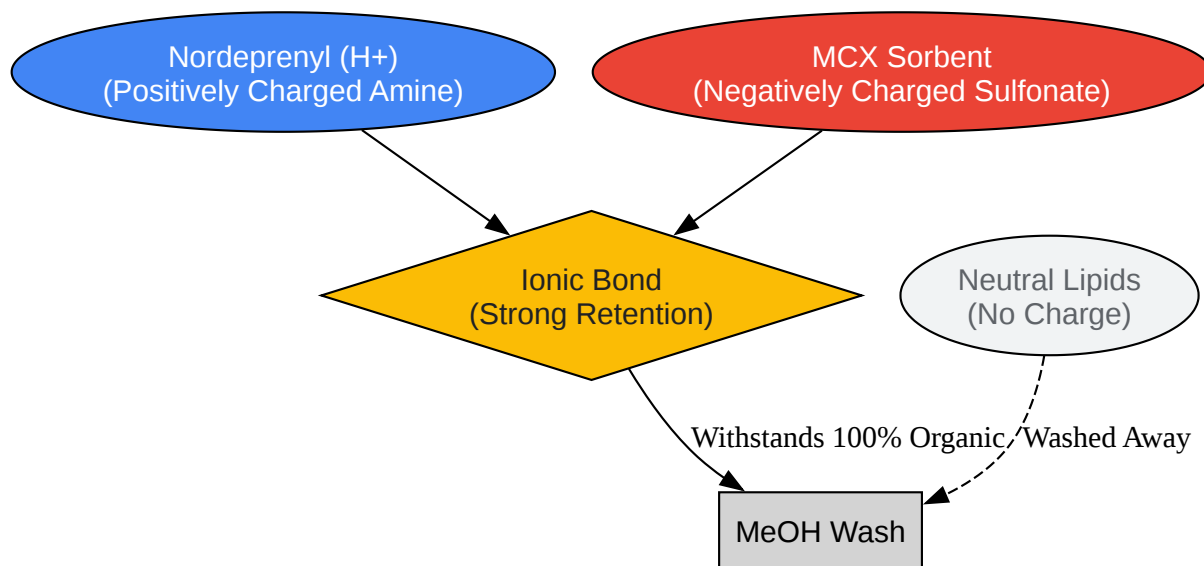 Nordeprenyl (H+)
(Positively Charged Amine)
MCX Sorbent
(Negatively Charged Sulfonate)
Ionic Bond
(Strong Retention)
Neutral Lipids
(No Charge)
Withstands 100% Organic
Washed Away
MeOH Wash